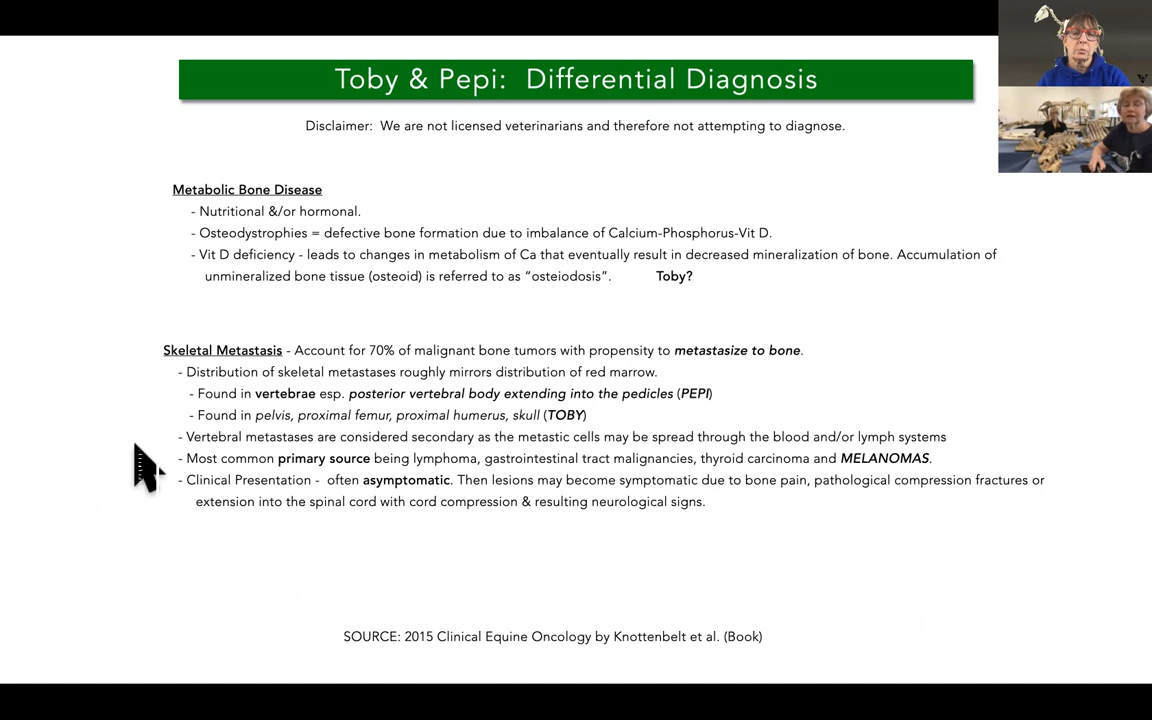 Toby & Pepi: Differential Diagnosis
Disclaimer: We are not licensed veterinarians and therefore not attempting to diagnose.
Metabolic Bone Disease
- Nutritional &/or hormonal.
- Osteodystrophies = defective bone formation due to imbalance of Calcium-Phosphorus-Vit D.
- Vit D deficiency - leads to changes in metabolism of Ca that eventually result in decreased mineralization of bone. Accumulation of
unmineralized bone tissue (osteoid) is referred to as “osteiodosis”. Toby?
Skeletal Metastasis - Account for 70% of malignant bone tumors with propensity to metastasize to bone.
- Distribution of skeletal metastases roughly mirrors distribution of red marrow.
- Found in vertebrae esp. posterior vertebral body extending into the pedicles (PEPI)
- Found in pelvis, proximal femur, proximal humerus, skull (TOBY)
- Vertebral metastases are considered secondary as the metastic cells may be spread through the blood and/or lymph systems
- Most common primary source being lymphoma, gastrointestinal tract malignancies, thyroid carcinoma and MELANOMAS.
- Clinical Presentation - often asymptomatic. Then lesions may become symptomatic due to bone pain, pathological compression fractures or
extension into the spinal cord with cord compression & resulting neurological signs.
SOURCE: 2015 Clinical Equine Oncology by Knottenbelt et al. (Book)